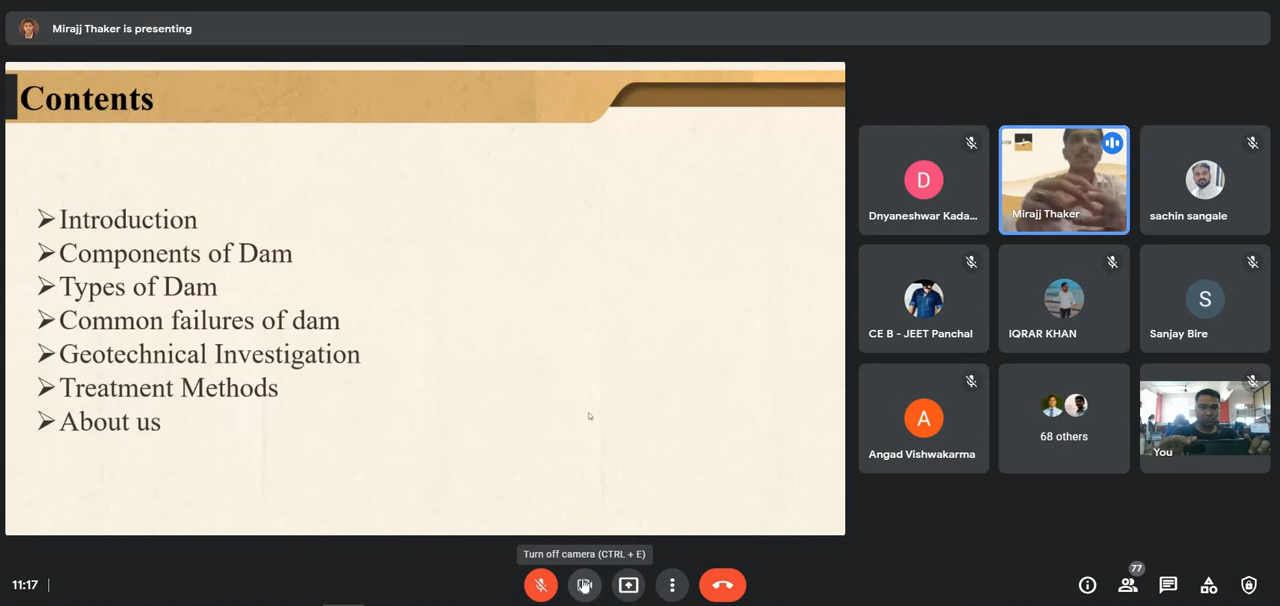 Mirajj Thaker is presenting
Contents
➢Introduction
➢Components of Dam
➢Types of Dam
➢Common failures of dam
➢Geotechnical Investigation
➢Treatment Methods
➢About us
D
Dnyaneshwar Kada...
Mirajj Thaker
sachin sangale
CE B - JEET Panchal
IQRAR KHAN
S
Sanjay Bire
A
Angad Vishwakarma
68 others
You
Turn off camera (CTRL + E)
11:17
77